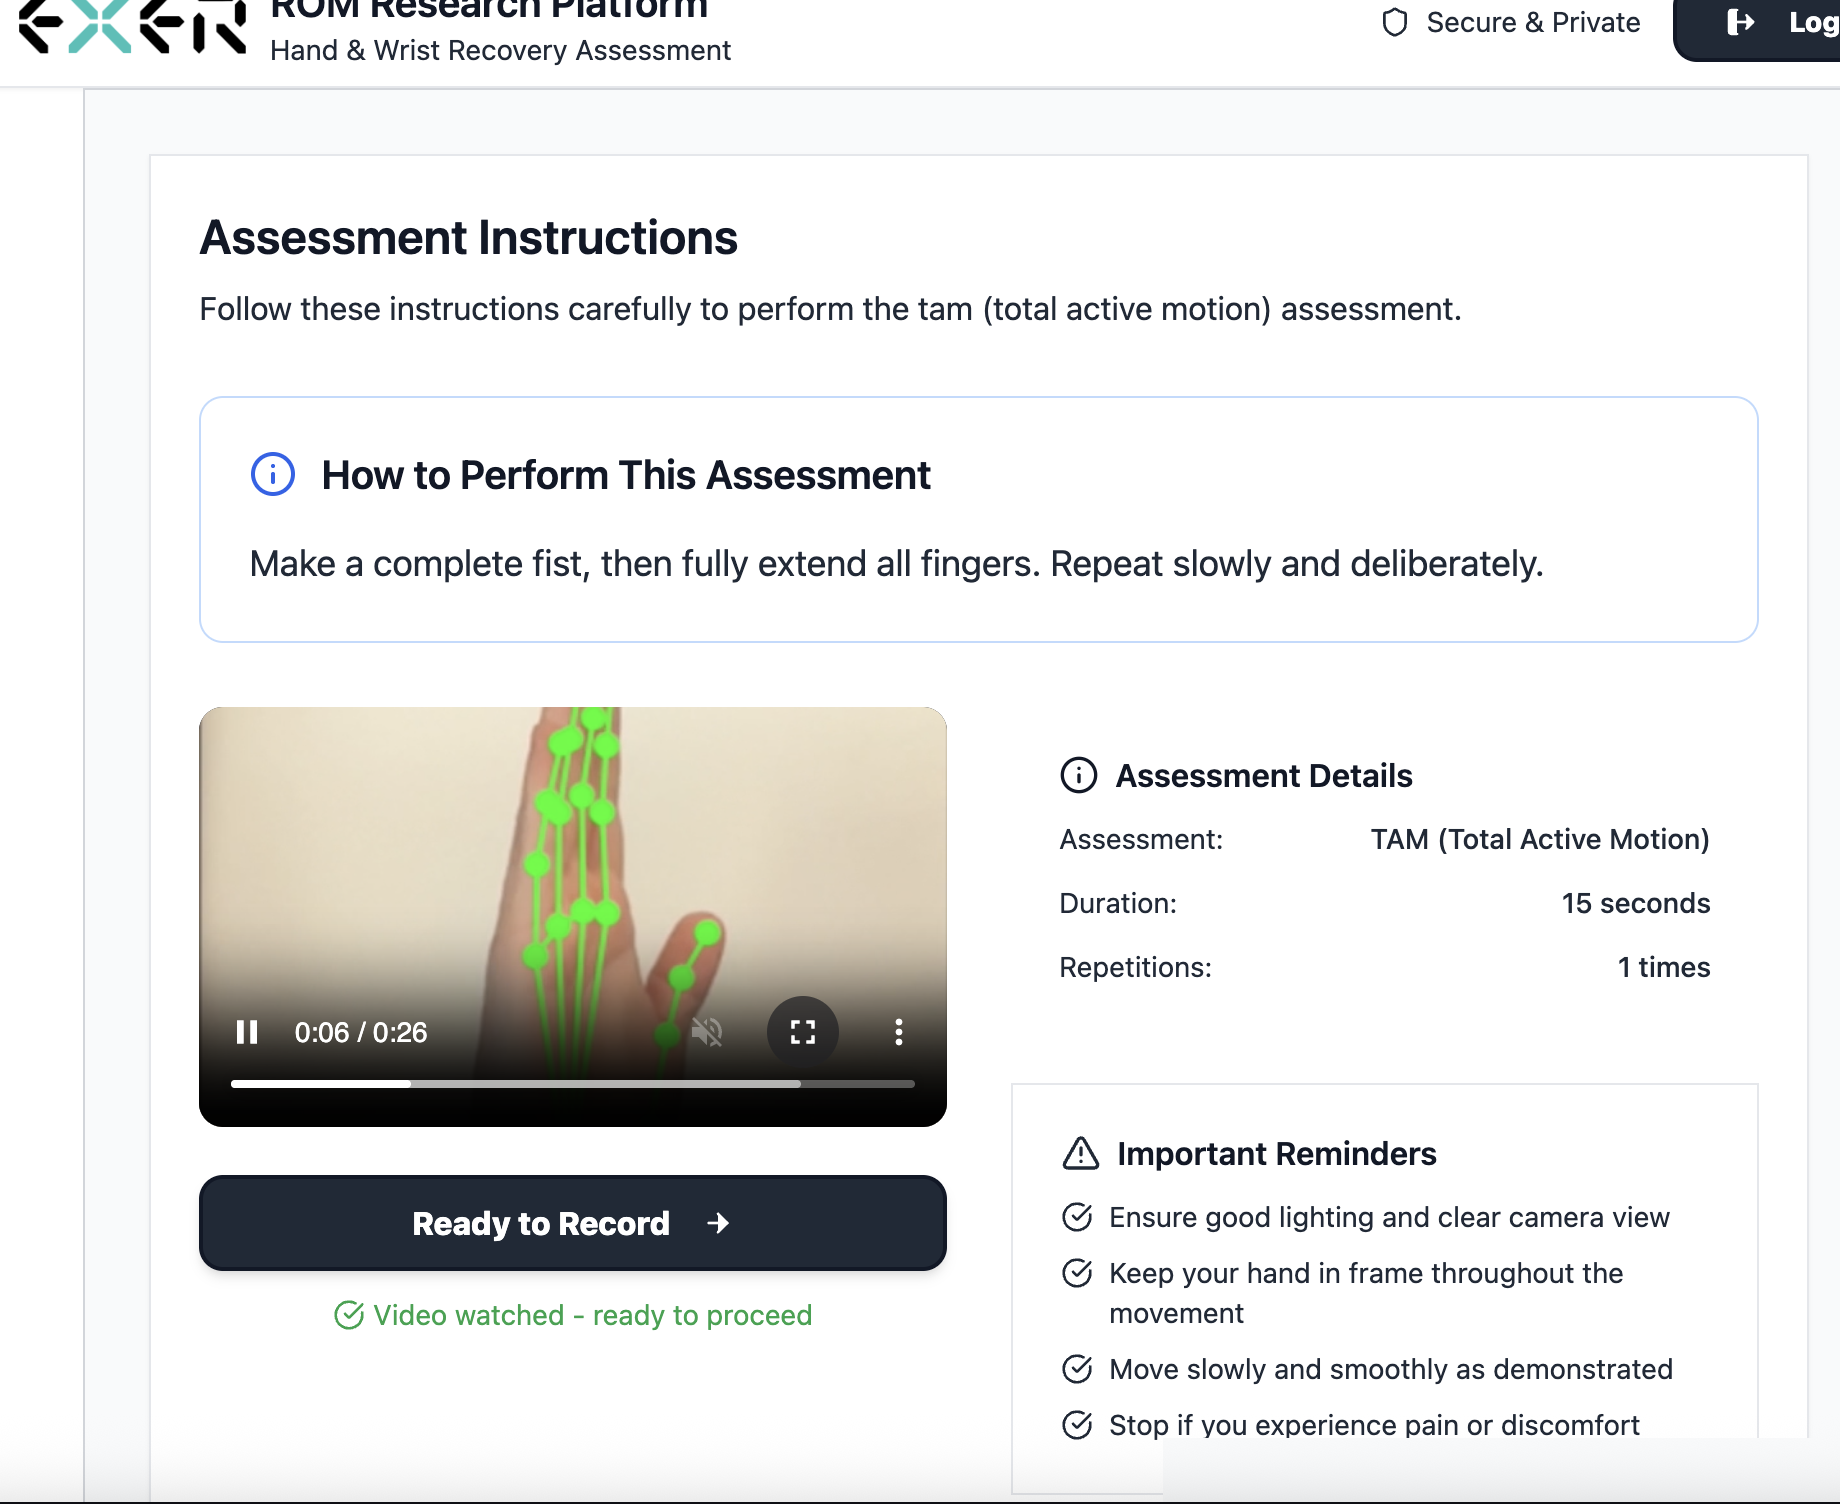 EXER
ROM Research Platform
Hand & Wrist Recovery Assessment
Secure & Private
Log
Assessment Instructions
Follow these instructions carefully to perform the tam (total active motion) assessment.
How to Perform This Assessment
Make a complete fist, then fully extend all fingers. Repeat slowly and deliberately.
0:06 / 0:26
Ready to Record
Video watched - ready to proceed
Assessment Details
Assessment: TAM (Total Active Motion)
Duration: 15 seconds
Repetitions: 1 times
Important Reminders
Ensure good lighting and clear camera view
Keep your hand in frame throughout the
movement
Move slowly and smoothly as demonstrated
Stop if you experience pain or discomfort